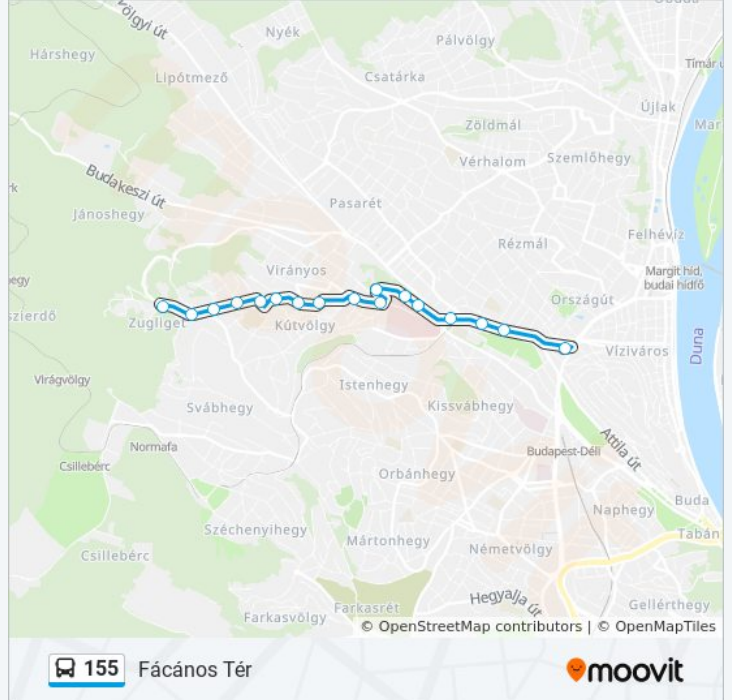 völgyi út
Nyék
Pálvölgy
Hárshegy
Lipótmező
Csatárka
Újlak
Zöldmál
Vérhalom
Szemlőhegy
Budakeszi út
Jánoshegy
Pasarét
Rézmál
Felhévíz
Virányos
Margit híd,
budai hídfő
Országút
Zugliget
Kútvölgy
Víziváros
Duna
Virágvölgy
Istenhegy
Svábhegy
Kissvábhegy
Normafa
Attila út
Csillebérc
Orbánhegy
Budapest-Déli
Buda
Naphegy
Tabán
Széchenyihegy
Mártonhegy
Németvölgy
Csillebérc
Hegyalja út
Gellérthegy
Farkasrét
Farkasvölgy
© OpenStreetMap contributors | © OpenMapTiles
155 Fácános Tér
moovit